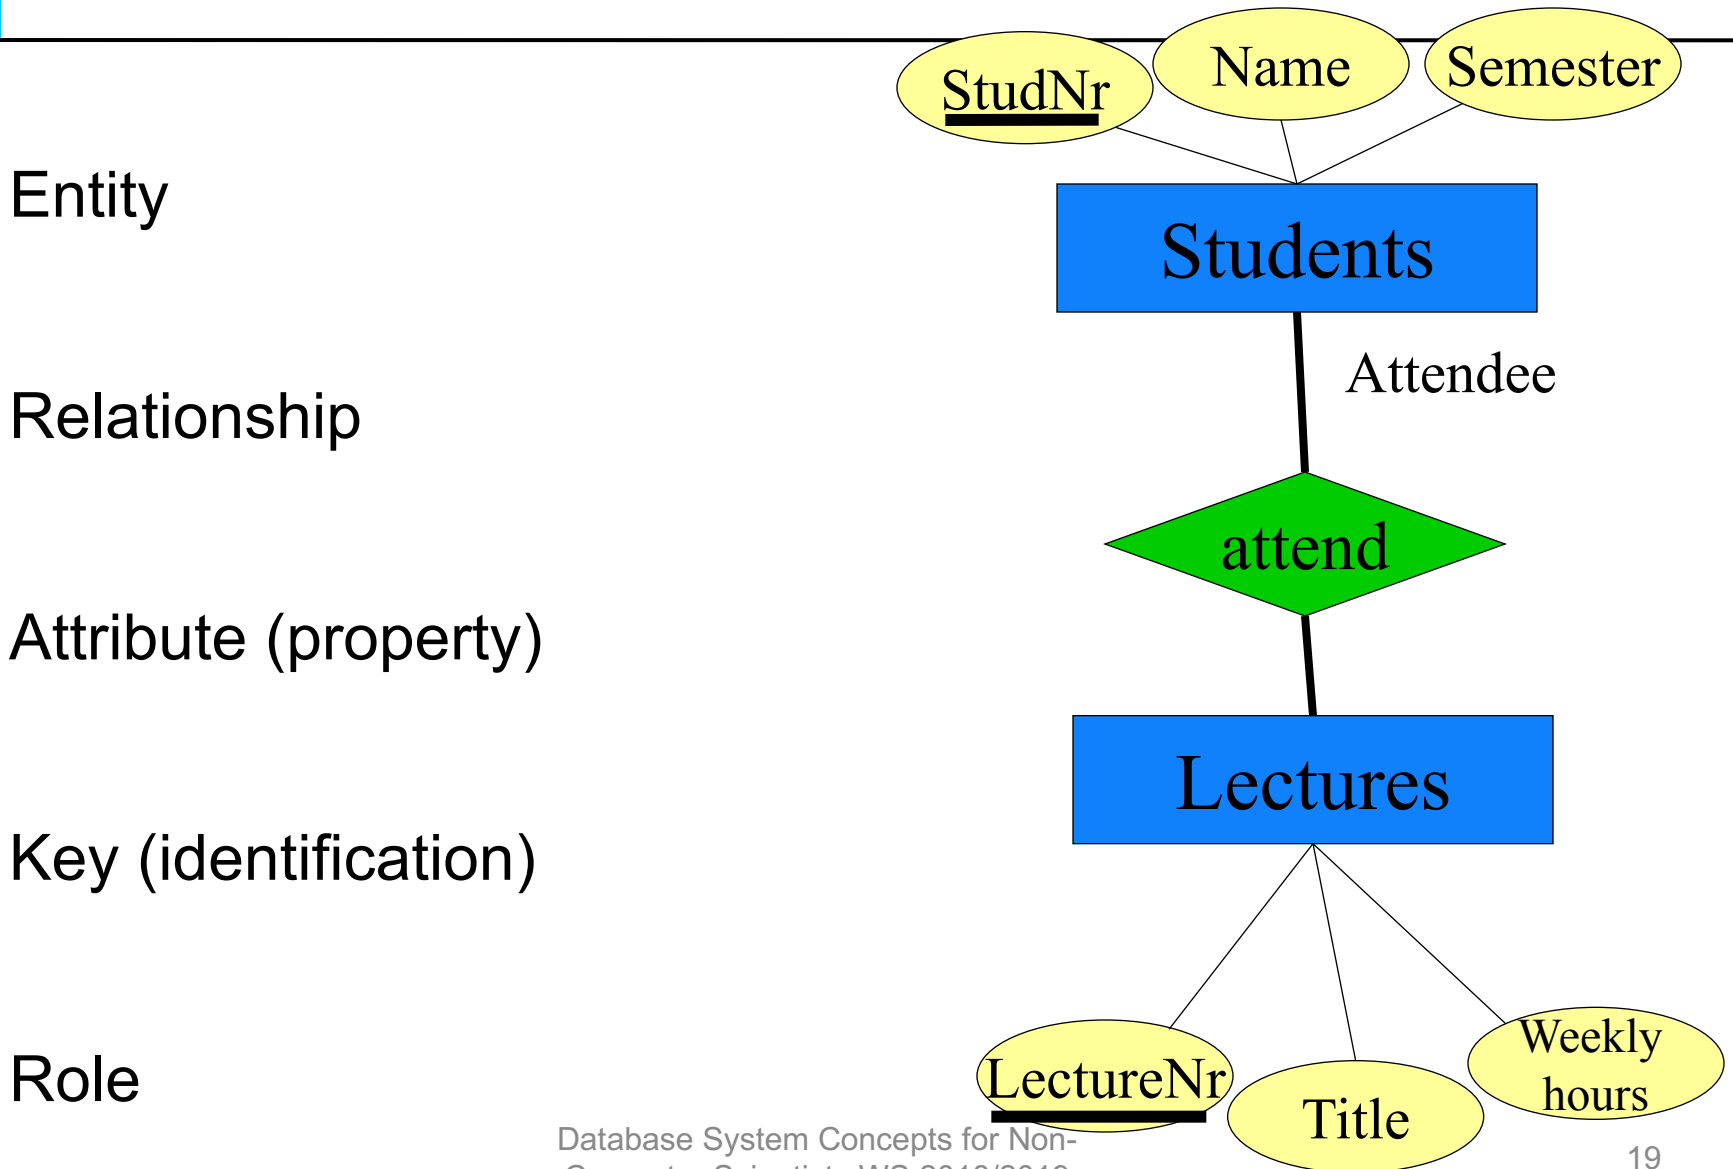 Entity
Relationship
Attribute (property)
Key (identification)
Role
StudNr
Name
Semester
Students
Attendee
attend
Lectures
LectureNr
Title
Weekly
hours
Database System Concepts for Non-
19